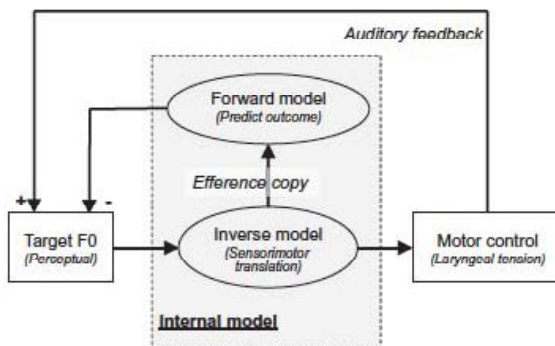 Auditory feedback
Forward model
(Predict outcome)
Efference copy
+
-
Target F0
(Perceptual)
Inverse model
(Sensorimotor
translation)
Motor control
(Laryngeal tension)
Internal model